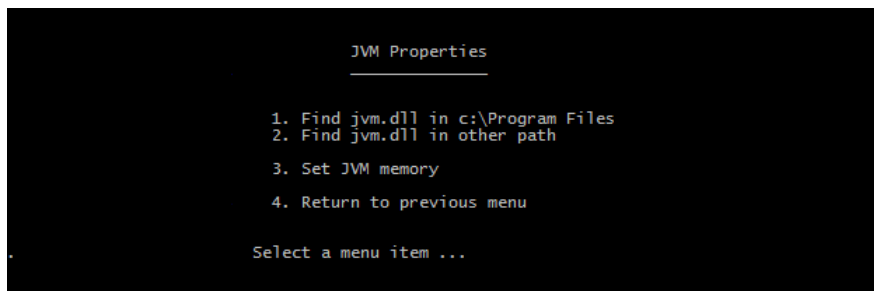 JVM Properties
1. Find jvm.dll in c:\Program Files
2. Find jvm.dll in other path
3. Set JVM memory
4. Return to previous menu
. Select a menu item ...